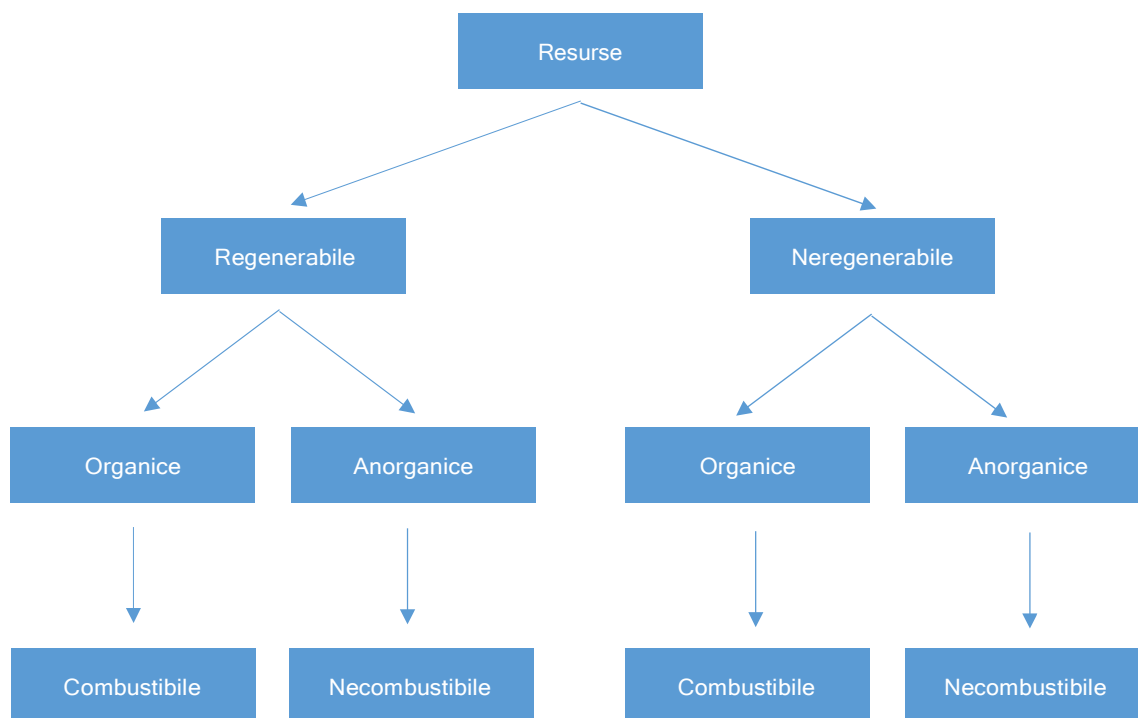 Resurse
Regenerabile
Neregenerabile
Organice
Anorganice
Organice
Anorganice
Combustibile
Necombustibile
Combustibile
Necombustibile